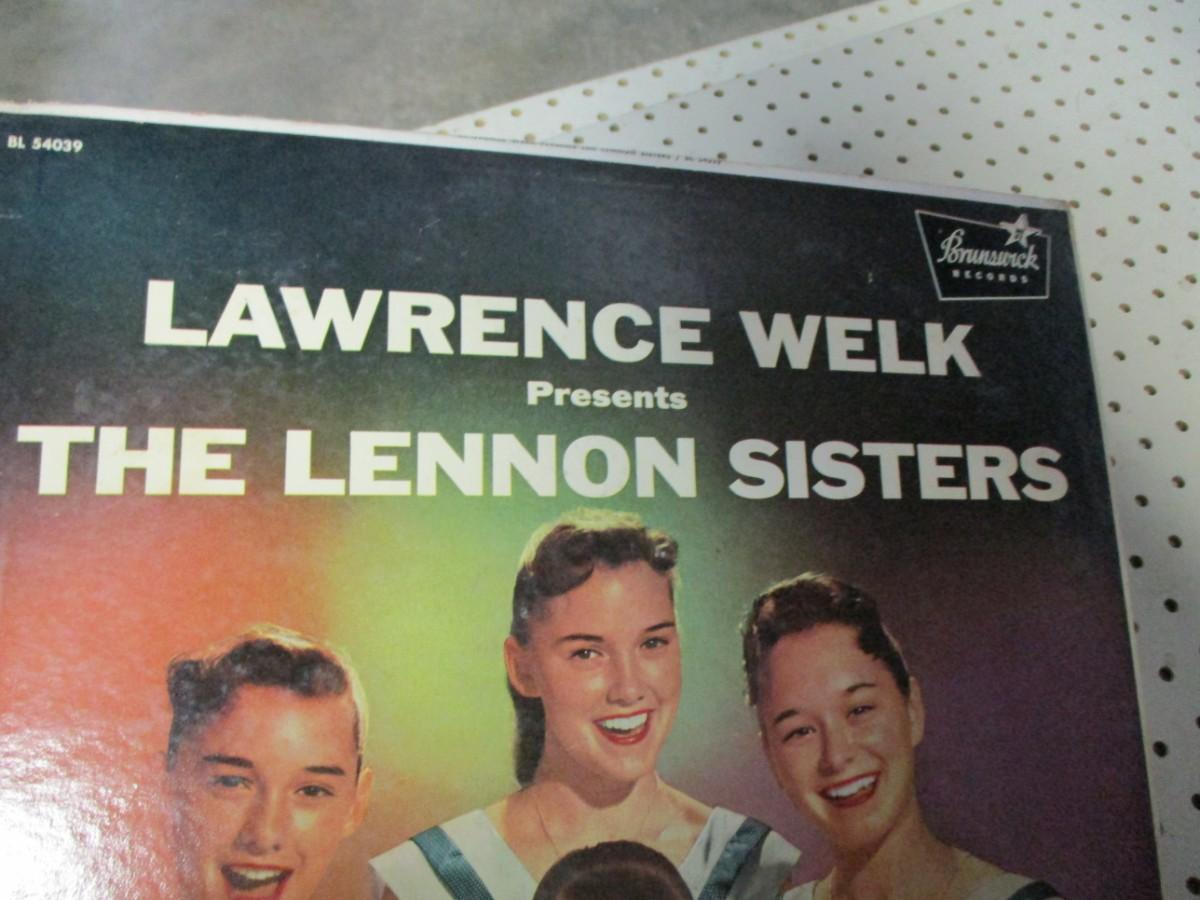 BL 54039
Brunswick
RECORDS
LAWRENCE WELK
Presents
THE LENNON SISTERS